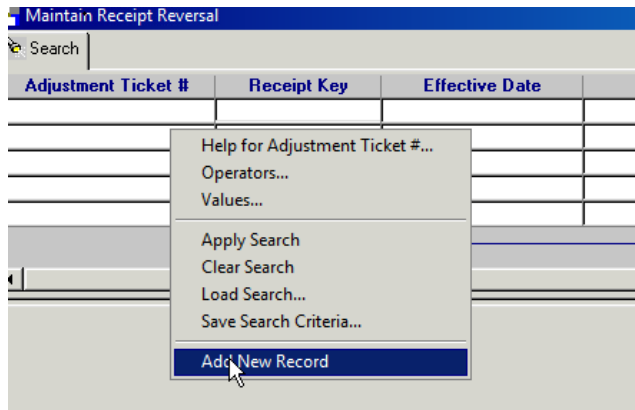 Maintain Receipt Reversal
Search
Adjustment Ticket # Receipt Key Effective Date
Help for Adjustment Ticket #...
Operators...
Values...
Apply Search
Clear Search
Load Search...
Save Search Criteria...
Add New Record